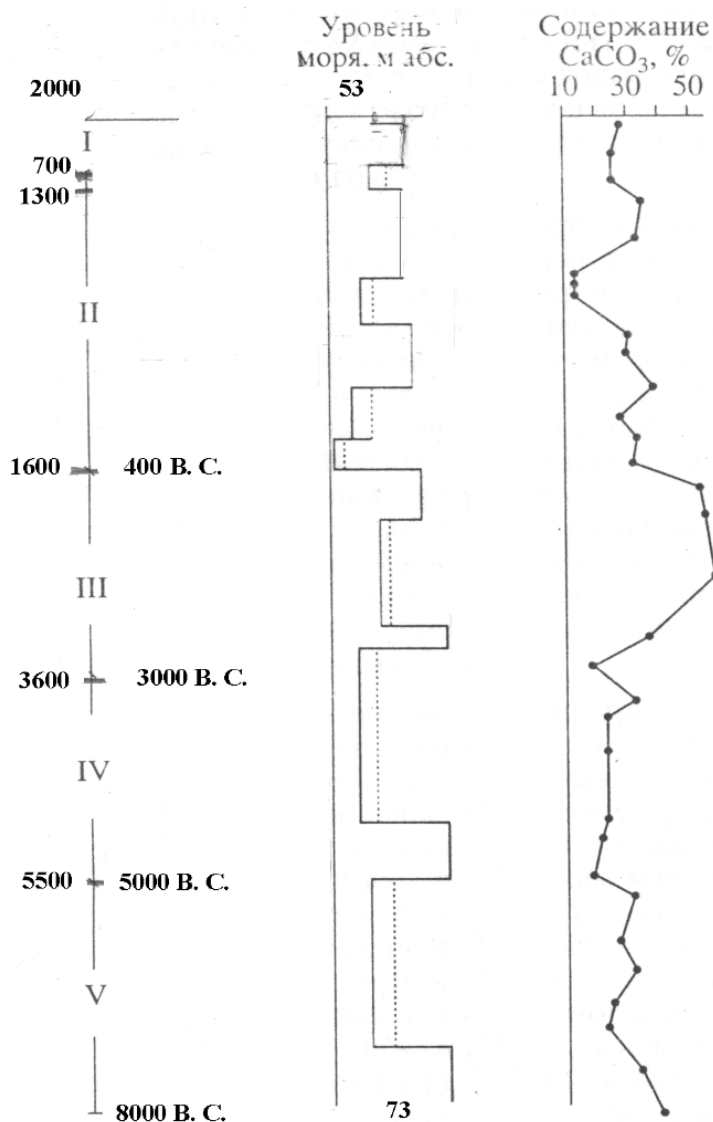 Уровень
моря, м абс.
Содержание
CaCO₃, %
2000
53
10 30 50
I
700
1300
II
1600 400 B. C.
III
3600 3000 B. C.
IV
5500 5000 B. C.
V
8000 B. C.
73